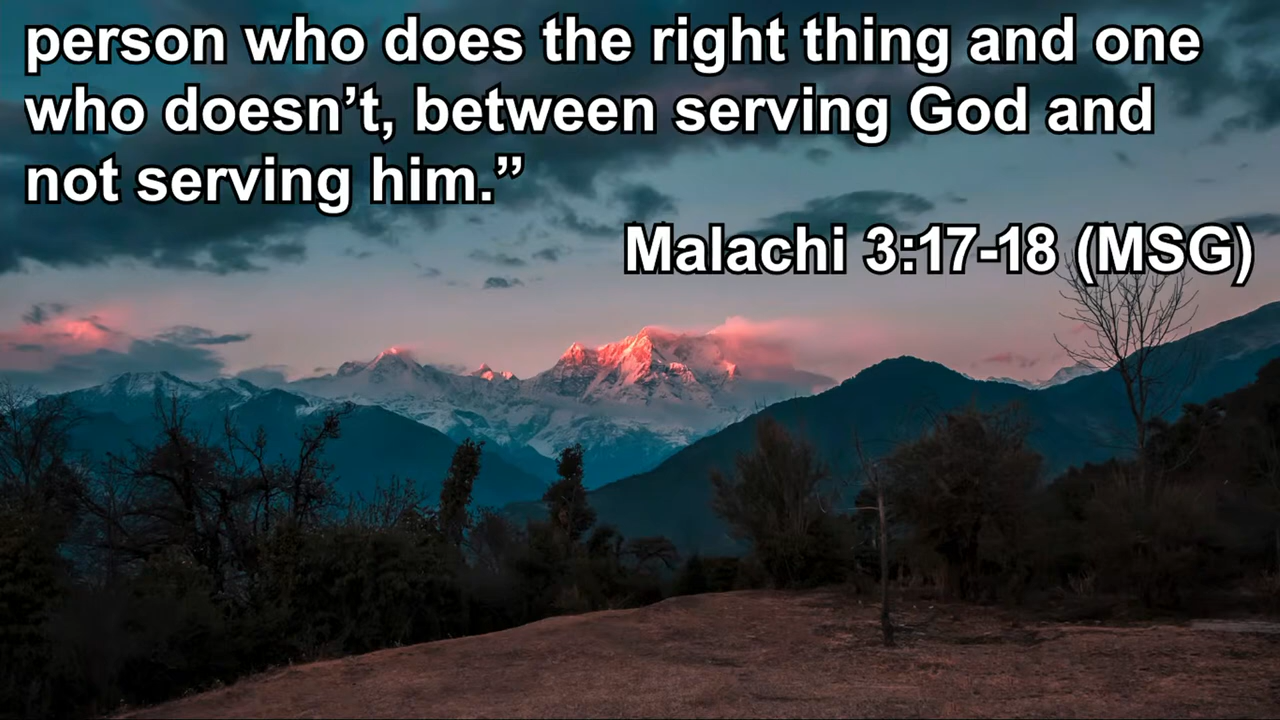 person who does the right thing and one
who doesn’t, between serving God and
not serving him.”
Malachi 3:17-18 (MSG)